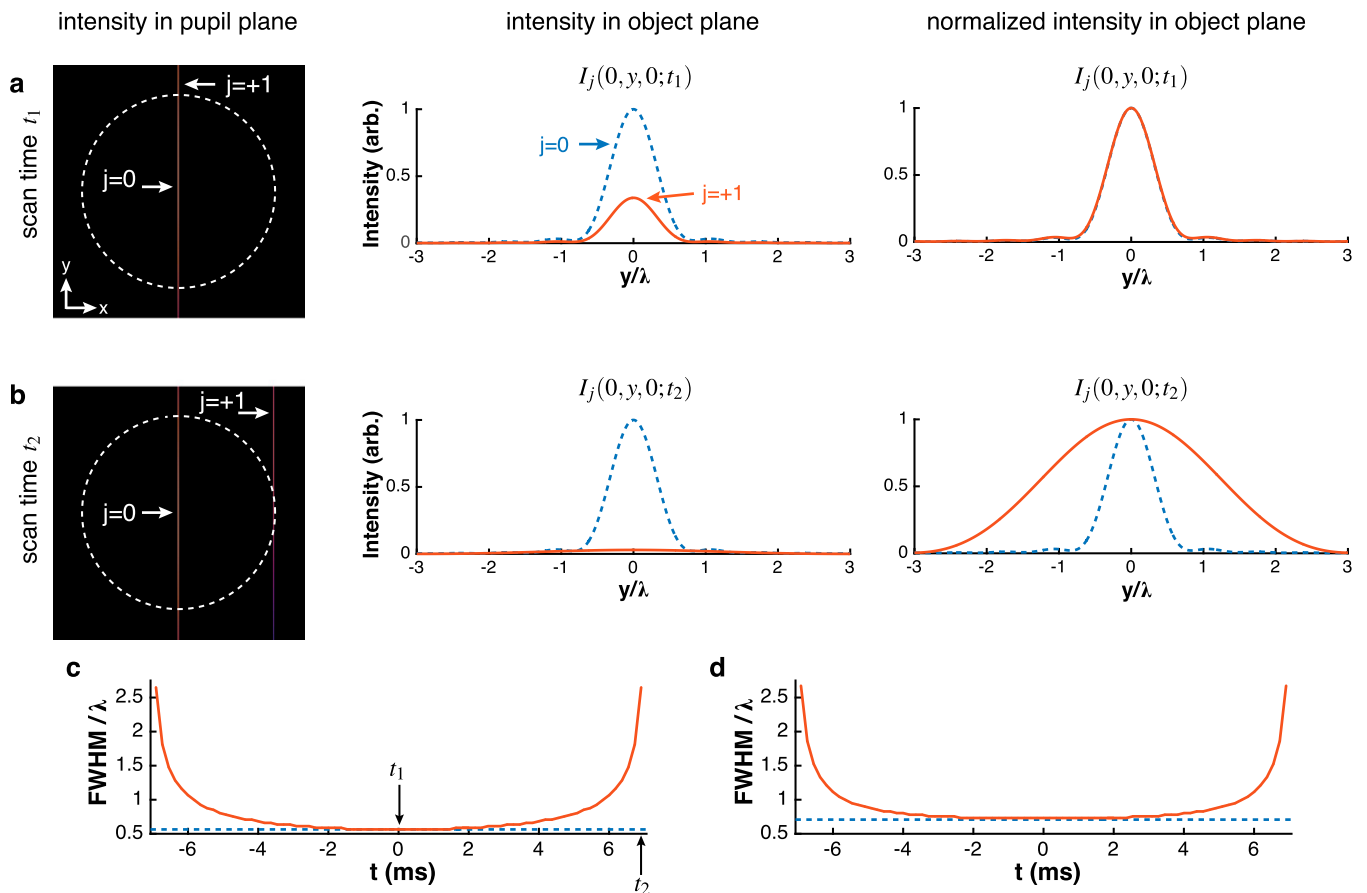 intensity in pupil plane
intensity in object plane
normalized intensity in object plane
a
scan time t₁
j=+1
j=0
y
x
I_j(0,y,0;t₁)
Intensity (arb.)
1
0.5
0
j=0
j=+1
-3 -2 -1 0 1 2 3
y/λ
I_j(0,y,0;t₁)
1
0.5
0
-3 -2 -1 0 1 2 3
y/λ
b
scan time t₂
j=+1
j=0
I_j(0,y,0;t₂)
Intensity (arb.)
1
0.5
0
-3 -2 -1 0 1 2 3
y/λ
I_j(0,y,0;t₂)
1
0.5
0
-3 -2 -1 0 1 2 3
y/λ
c
FWHM / λ
2.5
2
1.5
1
0.5
t₁
-6 -4 -2 0 2 4 6
t (ms)
t₂
d
FWHM / λ
2.5
2
1.5
1
0.5
-6 -4 -2 0 2 4 6
t (ms)